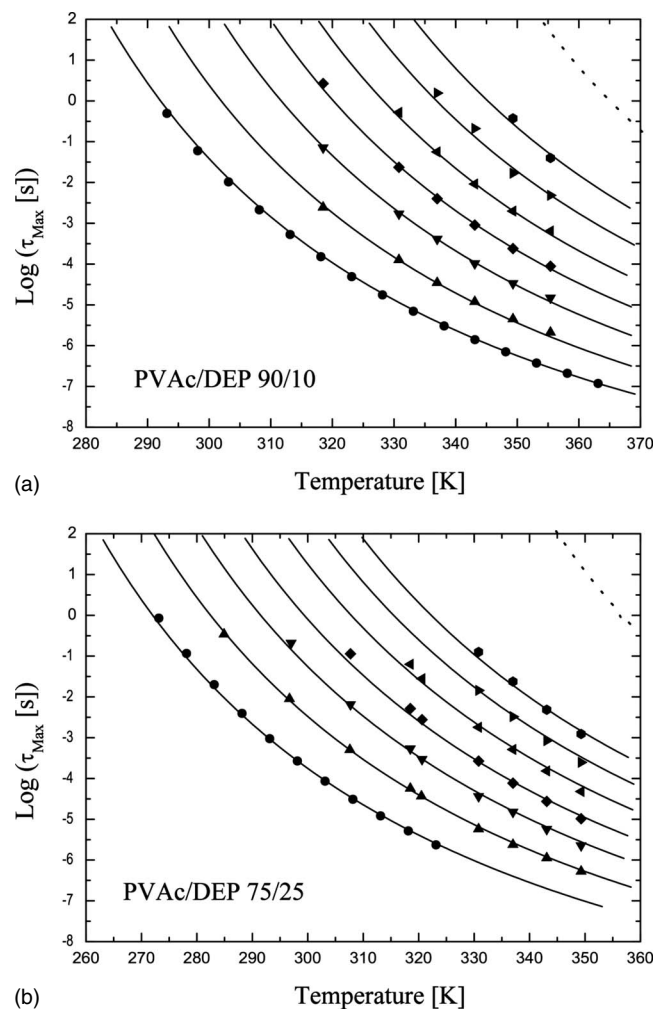 2
1
0
-1
-2
-3
-4
-5
-6
-7
-8
Log (τMax [s])
PVAc/DEP 90/10
280 290 300 310 320 330 340 350 360 370
(a) Temperature [K]
2
1
0
-1
-2
-3
-4
-5
-6
-7
-8
Log (τMax [s])
PVAc/DEP 75/25
260 270 280 290 300 310 320 330 340 350 360
(b) Temperature [K]